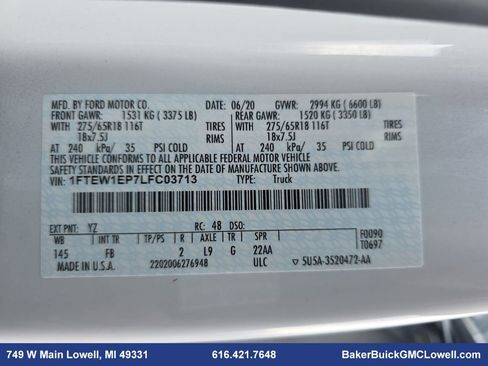 MFD. BY FORD MOTOR CO. DATE: 06/20 GVWR: 2994 KG ( 6600 LB)
FRONT GAWR: 1531 KG ( 3375 LB) REAR GAWR: 1520 KG ( 3350 LB)
WITH 275/65R18 116T TIRES WITH 275/65R18 116T TIRES
18x7.5J 18x7.5J
AT 240 kPa/ 35 PSI COLD AT 240 kPa/ 35 PSI COLD
THIS VEHICLE CONFORMS TO ALL APPLICABLE FEDERAL MOTOR VEHICLE
SAFETY STANDARDS IN EFFECT ON THE DATE OF MANUFACTURE SHOWN ABOVE.
VIN: 1FTEW1EP7LFC03713 TYPE: Truck
EXT PNT: YZ RC: 48 DSO: F0090
WB INT TR TP/PS R AXLE TR SPR T0697
145 FB 2 L9 G 22AA
MADE IN U.S.A. 2202006276948 ULC ▽ 5U5A-3520472-AA
749 W Main Lowell, MI 49331 616.421.7648 BakerBuickGMCLowell.com